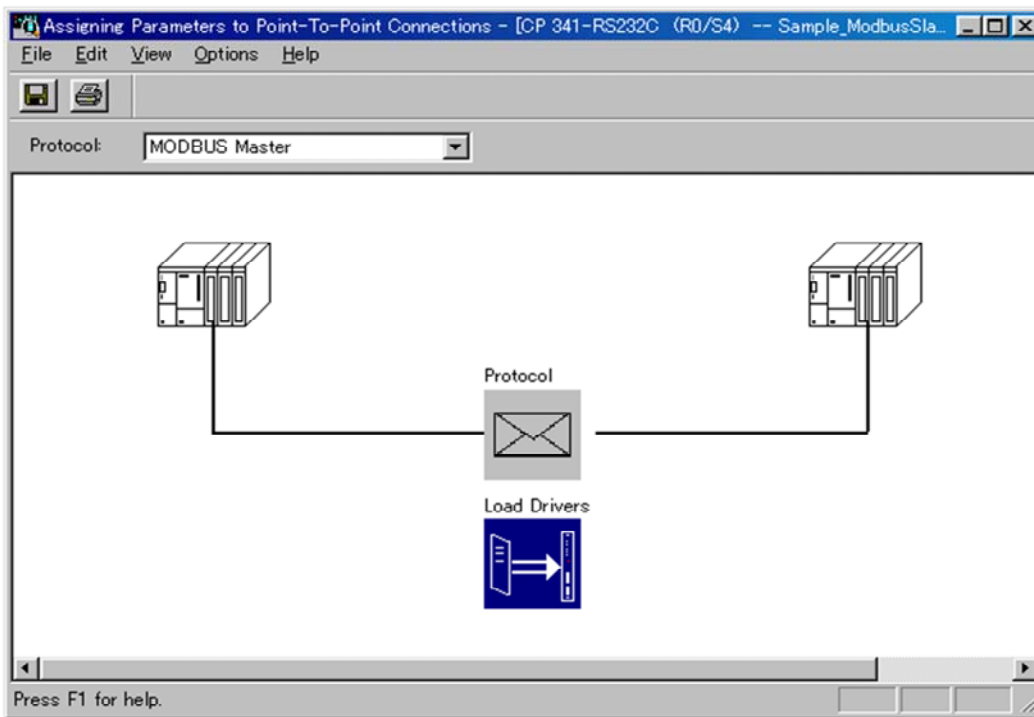 Assigning Parameters to Point-To-Point Connections - [CP 341-RS232C (R0/S4) -- Sample_ModbusSla...
File Edit View Options Help
Protocol: MODBUS Master
Protocol
Load Drivers
Press F1 for help.